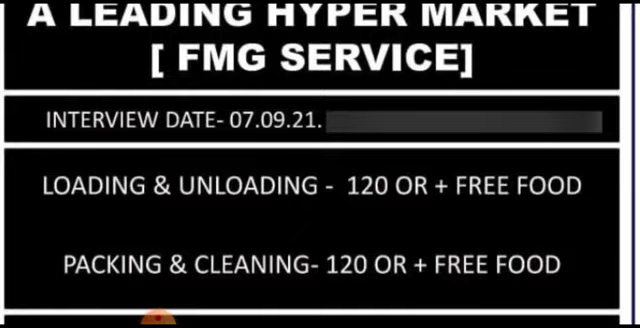 A LEADING HYPER MARKET
[ FMG SERVICE]
INTERVIEW DATE- 07.09.21.
LOADING & UNLOADING - 120 OR + FREE FOOD
PACKING & CLEANING- 120 OR + FREE FOOD